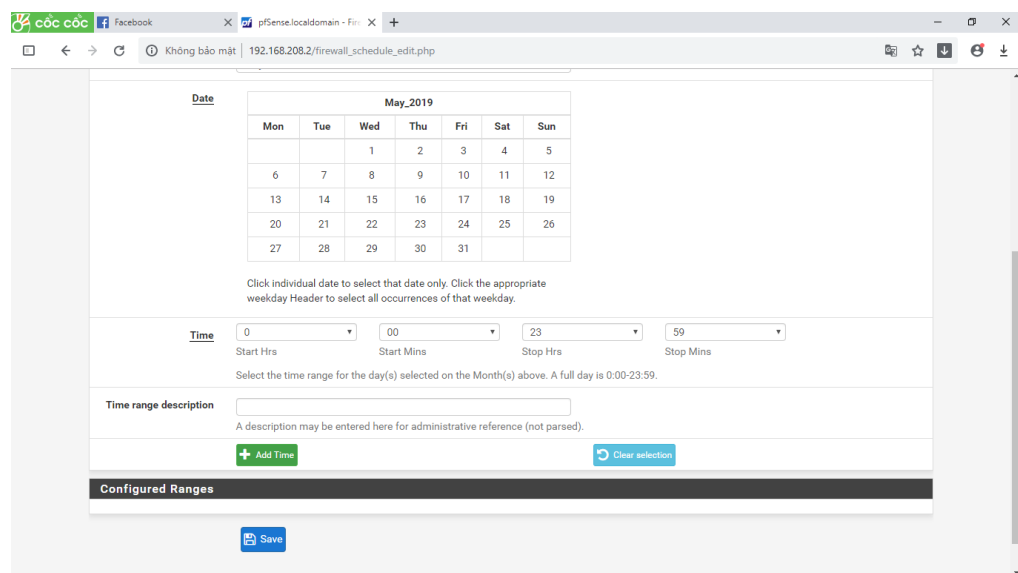 cốc cốc Facebook pfSense.localdomain - Fire
Không bảo mật 192.168.208.2/firewall_schedule_edit.php
Date
May_2019
Mon Tue Wed Thu Fri Sat Sun
1 2 3 4 5
6 7 8 9 10 11 12
13 14 15 16 17 18 19
20 21 22 23 24 25 26
27 28 29 30 31
Click individual date to select that date only. Click the appropriate
weekday Header to select all occurrences of that weekday.
Time 0 00 23 59
Start Hrs Start Mins Stop Hrs Stop Mins
Select the time range for the day(s) selected on the Month(s) above. A full day is 0:00-23:59.
Time range description
A description may be entered here for administrative reference (not parsed).
Add Time Clear selection
Configured Ranges
Save